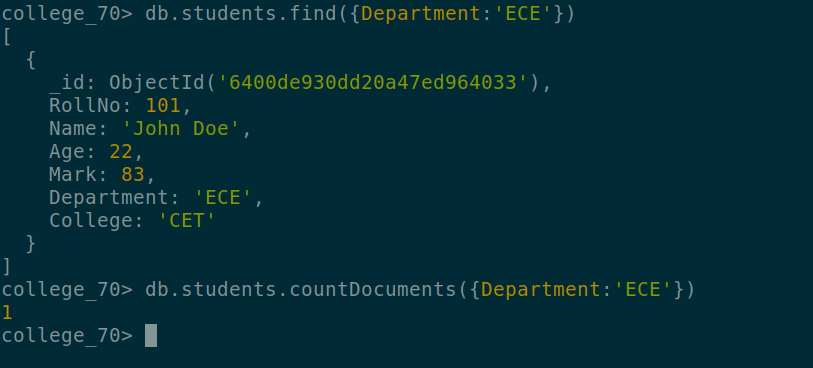 college_70> db.students.find({Department:'ECE'})
[
  {
    _id: ObjectId('6400de930dd20a47ed964033'),
    RollNo: 101,
    Name: 'John Doe',
    Age: 22,
    Mark: 83,
    Department: 'ECE',
    College: 'CET'
  }
]
college_70> db.students.countDocuments({Department:'ECE'})
1
college_70>